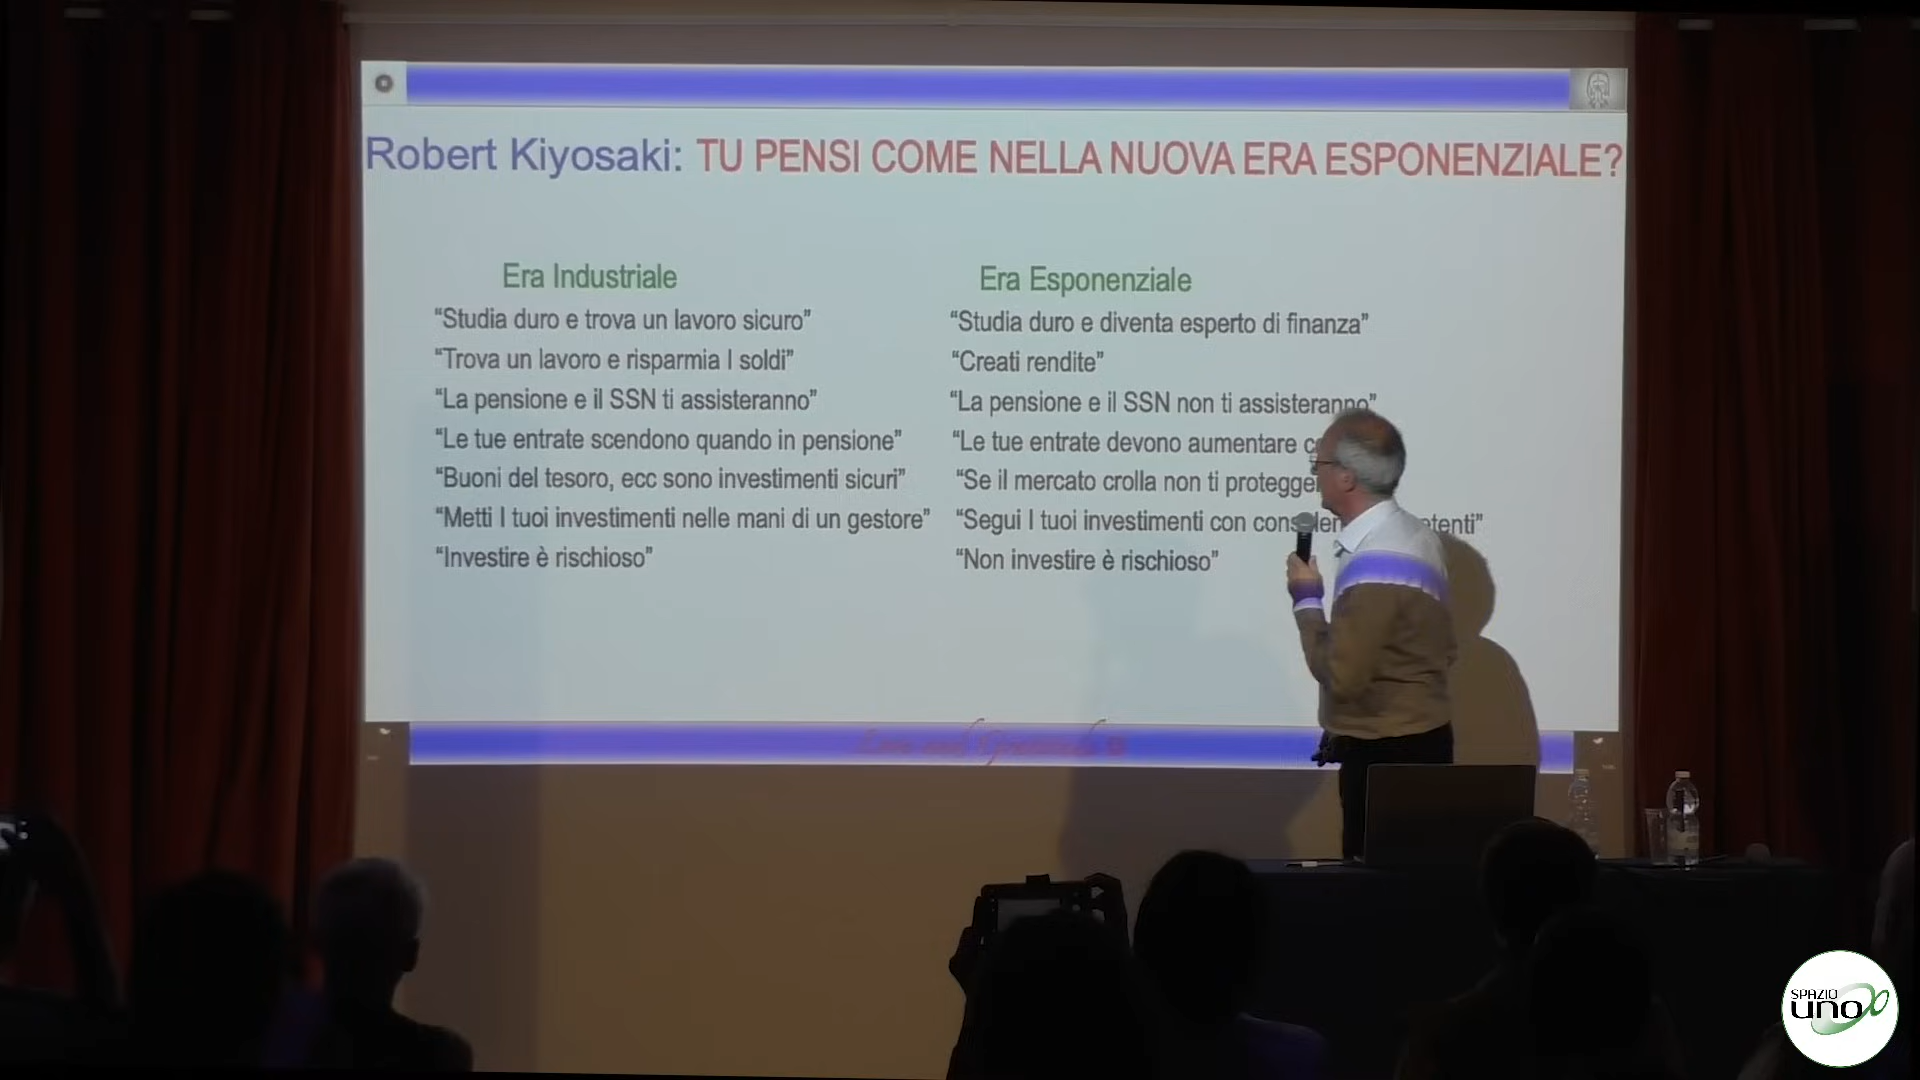 Robert Kiyosaki: TU PENSI COME NELLA NUOVA ERA ESPONENZIALE?
Era Industriale
“Studia duro e trova un lavoro sicuro”
“Trova un lavoro e risparmia I soldi”
“La pensione e il SSN ti assisteranno”
“Le tue entrate scendono quando in pensione”
“Buoni del tesoro, ecc sono investimenti sicuri”
“Metti I tuoi investimenti nelle mani di un gestore”
“Investire è rischioso”
Era Esponenziale
“Studia duro e diventa esperto di finanza”
“Creati rendite”
“La pensione e il SSN non ti assisteranno”
“Le tue entrate devono aumentare
“Se il mercato crolla non ti
“Segui I tuoi investimenti con
“Non investire è rischioso”
Love and Gratitude
SPAZIO
uno